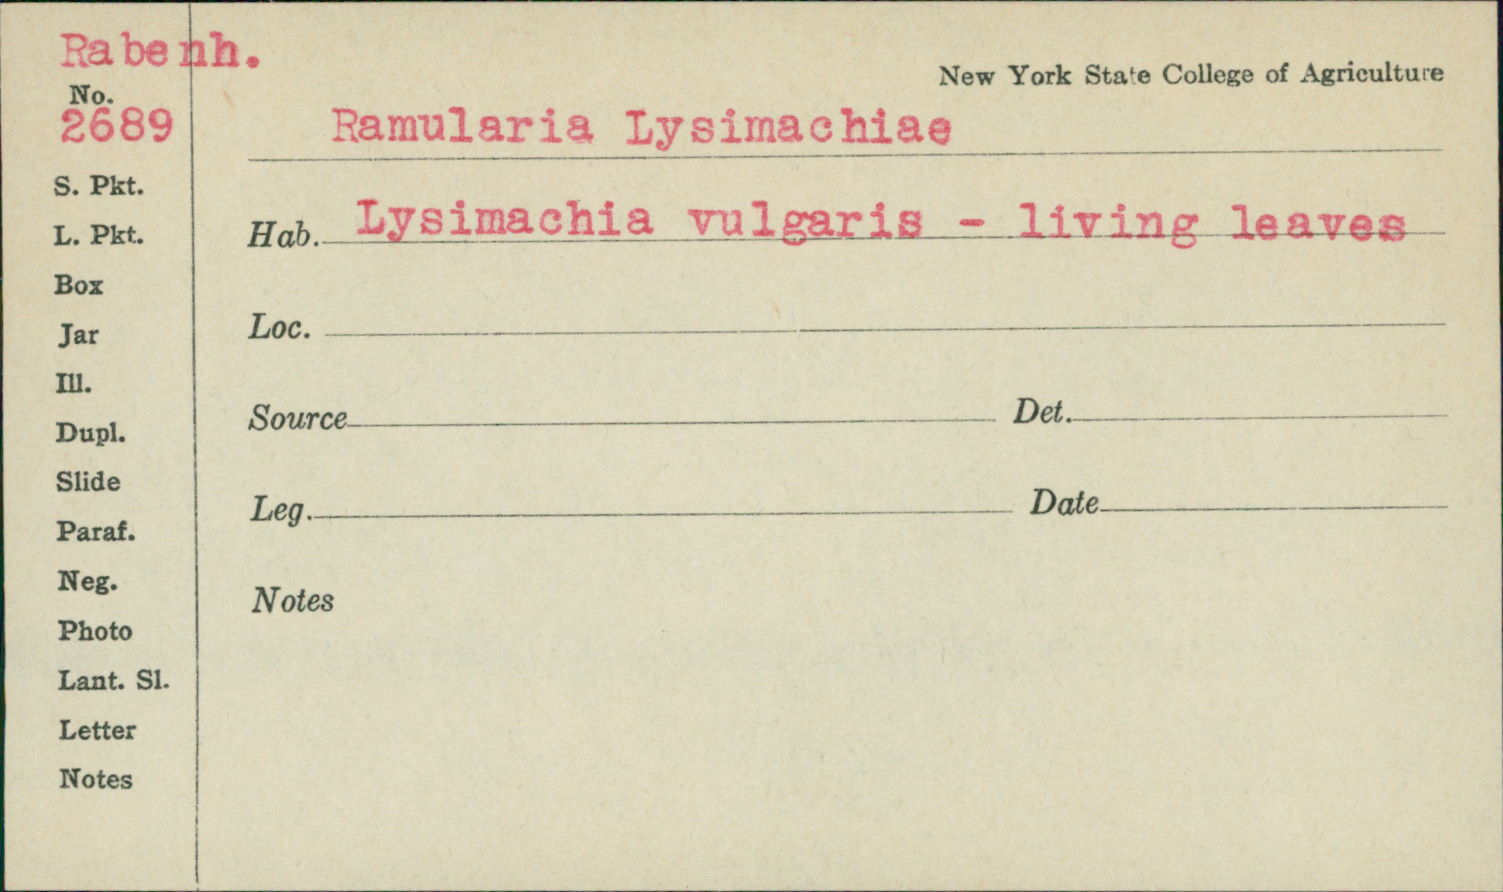 Rabenh.
New York State College of Agriculture
No.
2689
Ramularia Lysimachiae
S. Pkt.
L. Pkt.
Hab. Lysimachia vulgaris - living leaves
Box
Jar
Loc.
Ill.
Dupl.
Source Det.
Slide
Paraf.
Leg. Date
Neg.
Notes
Photo
Lant. Sl.
Letter
Notes